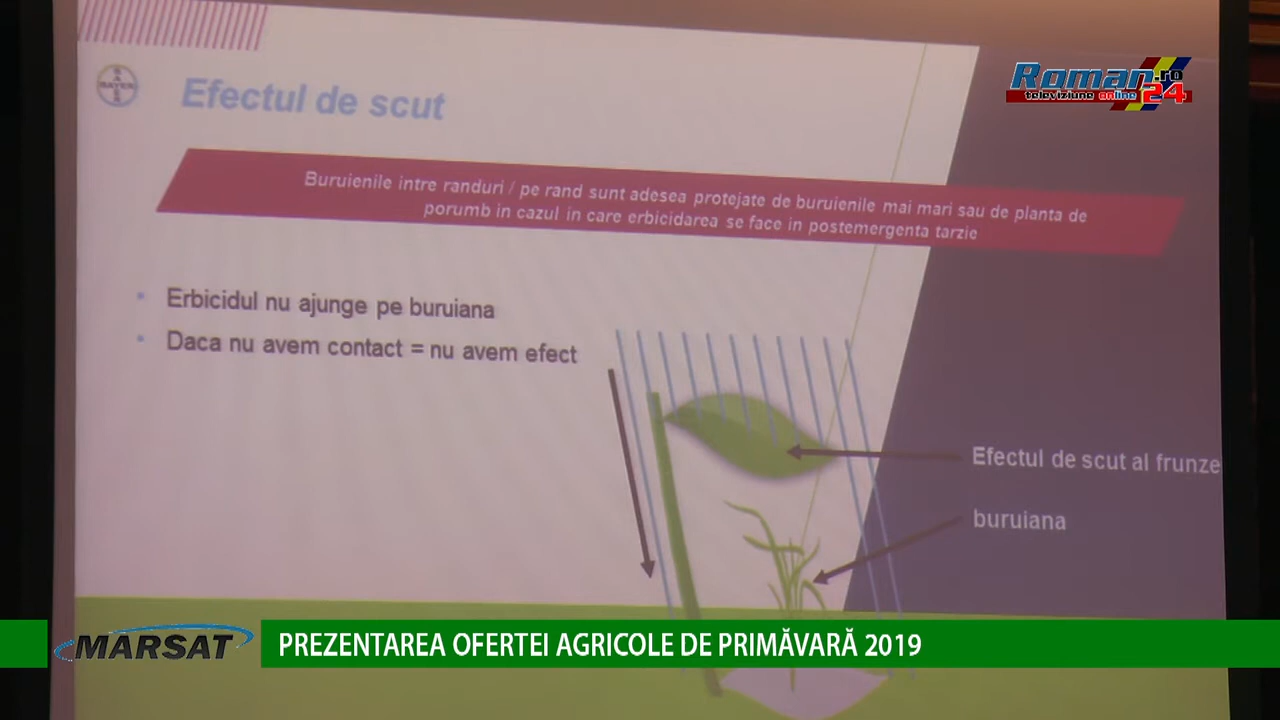 BAYER
Efectul de scut
Roman24.ro
televiziune online
Buruienile intre randuri / pe rand sunt adesea protejate de buruienile mai mari sau de planta de
porumb in cazul in care erbicidarea se face in postemergenta tarzie
• Erbicidul nu ajunge pe buruiana
• Daca nu avem contact = nu avem efect
Efectul de scut al frunze
buruiana
MARSAT
PREZENTAREA OFERTEI AGRICOLE DE PRIMĂVARĂ 2019